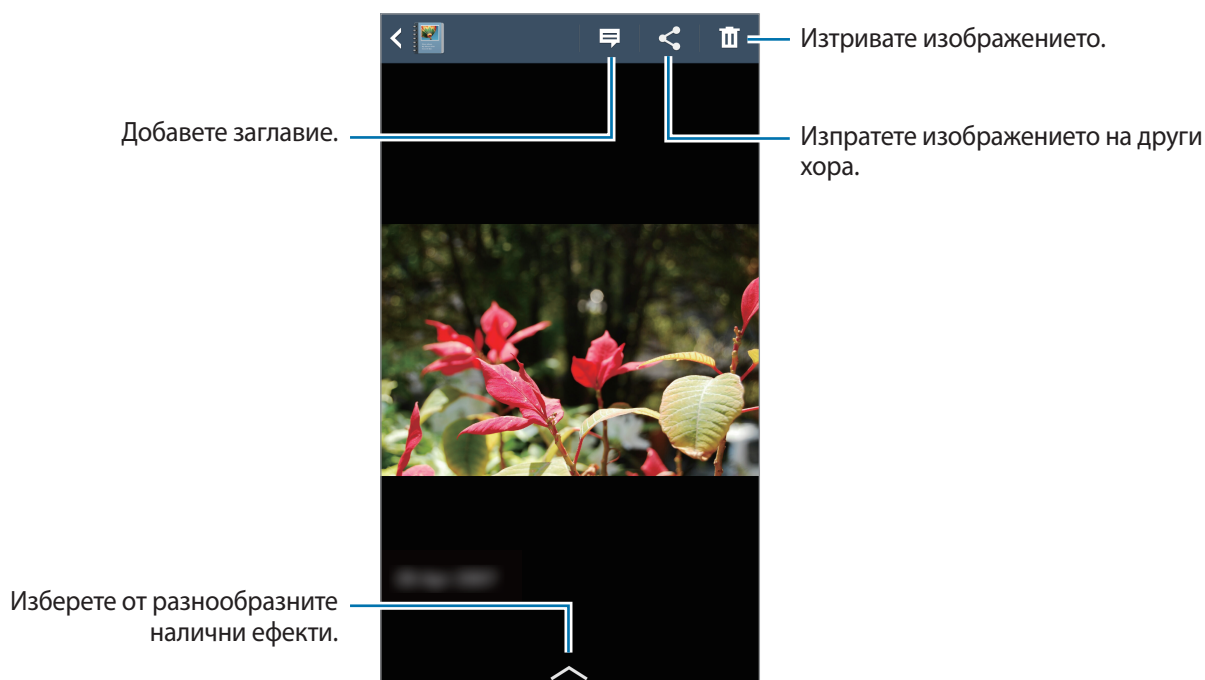 Изтривате изображението.
Добавете заглавие.
Изпратете изображението на други
хора.
Изберете от разнообразните
налични ефекти.